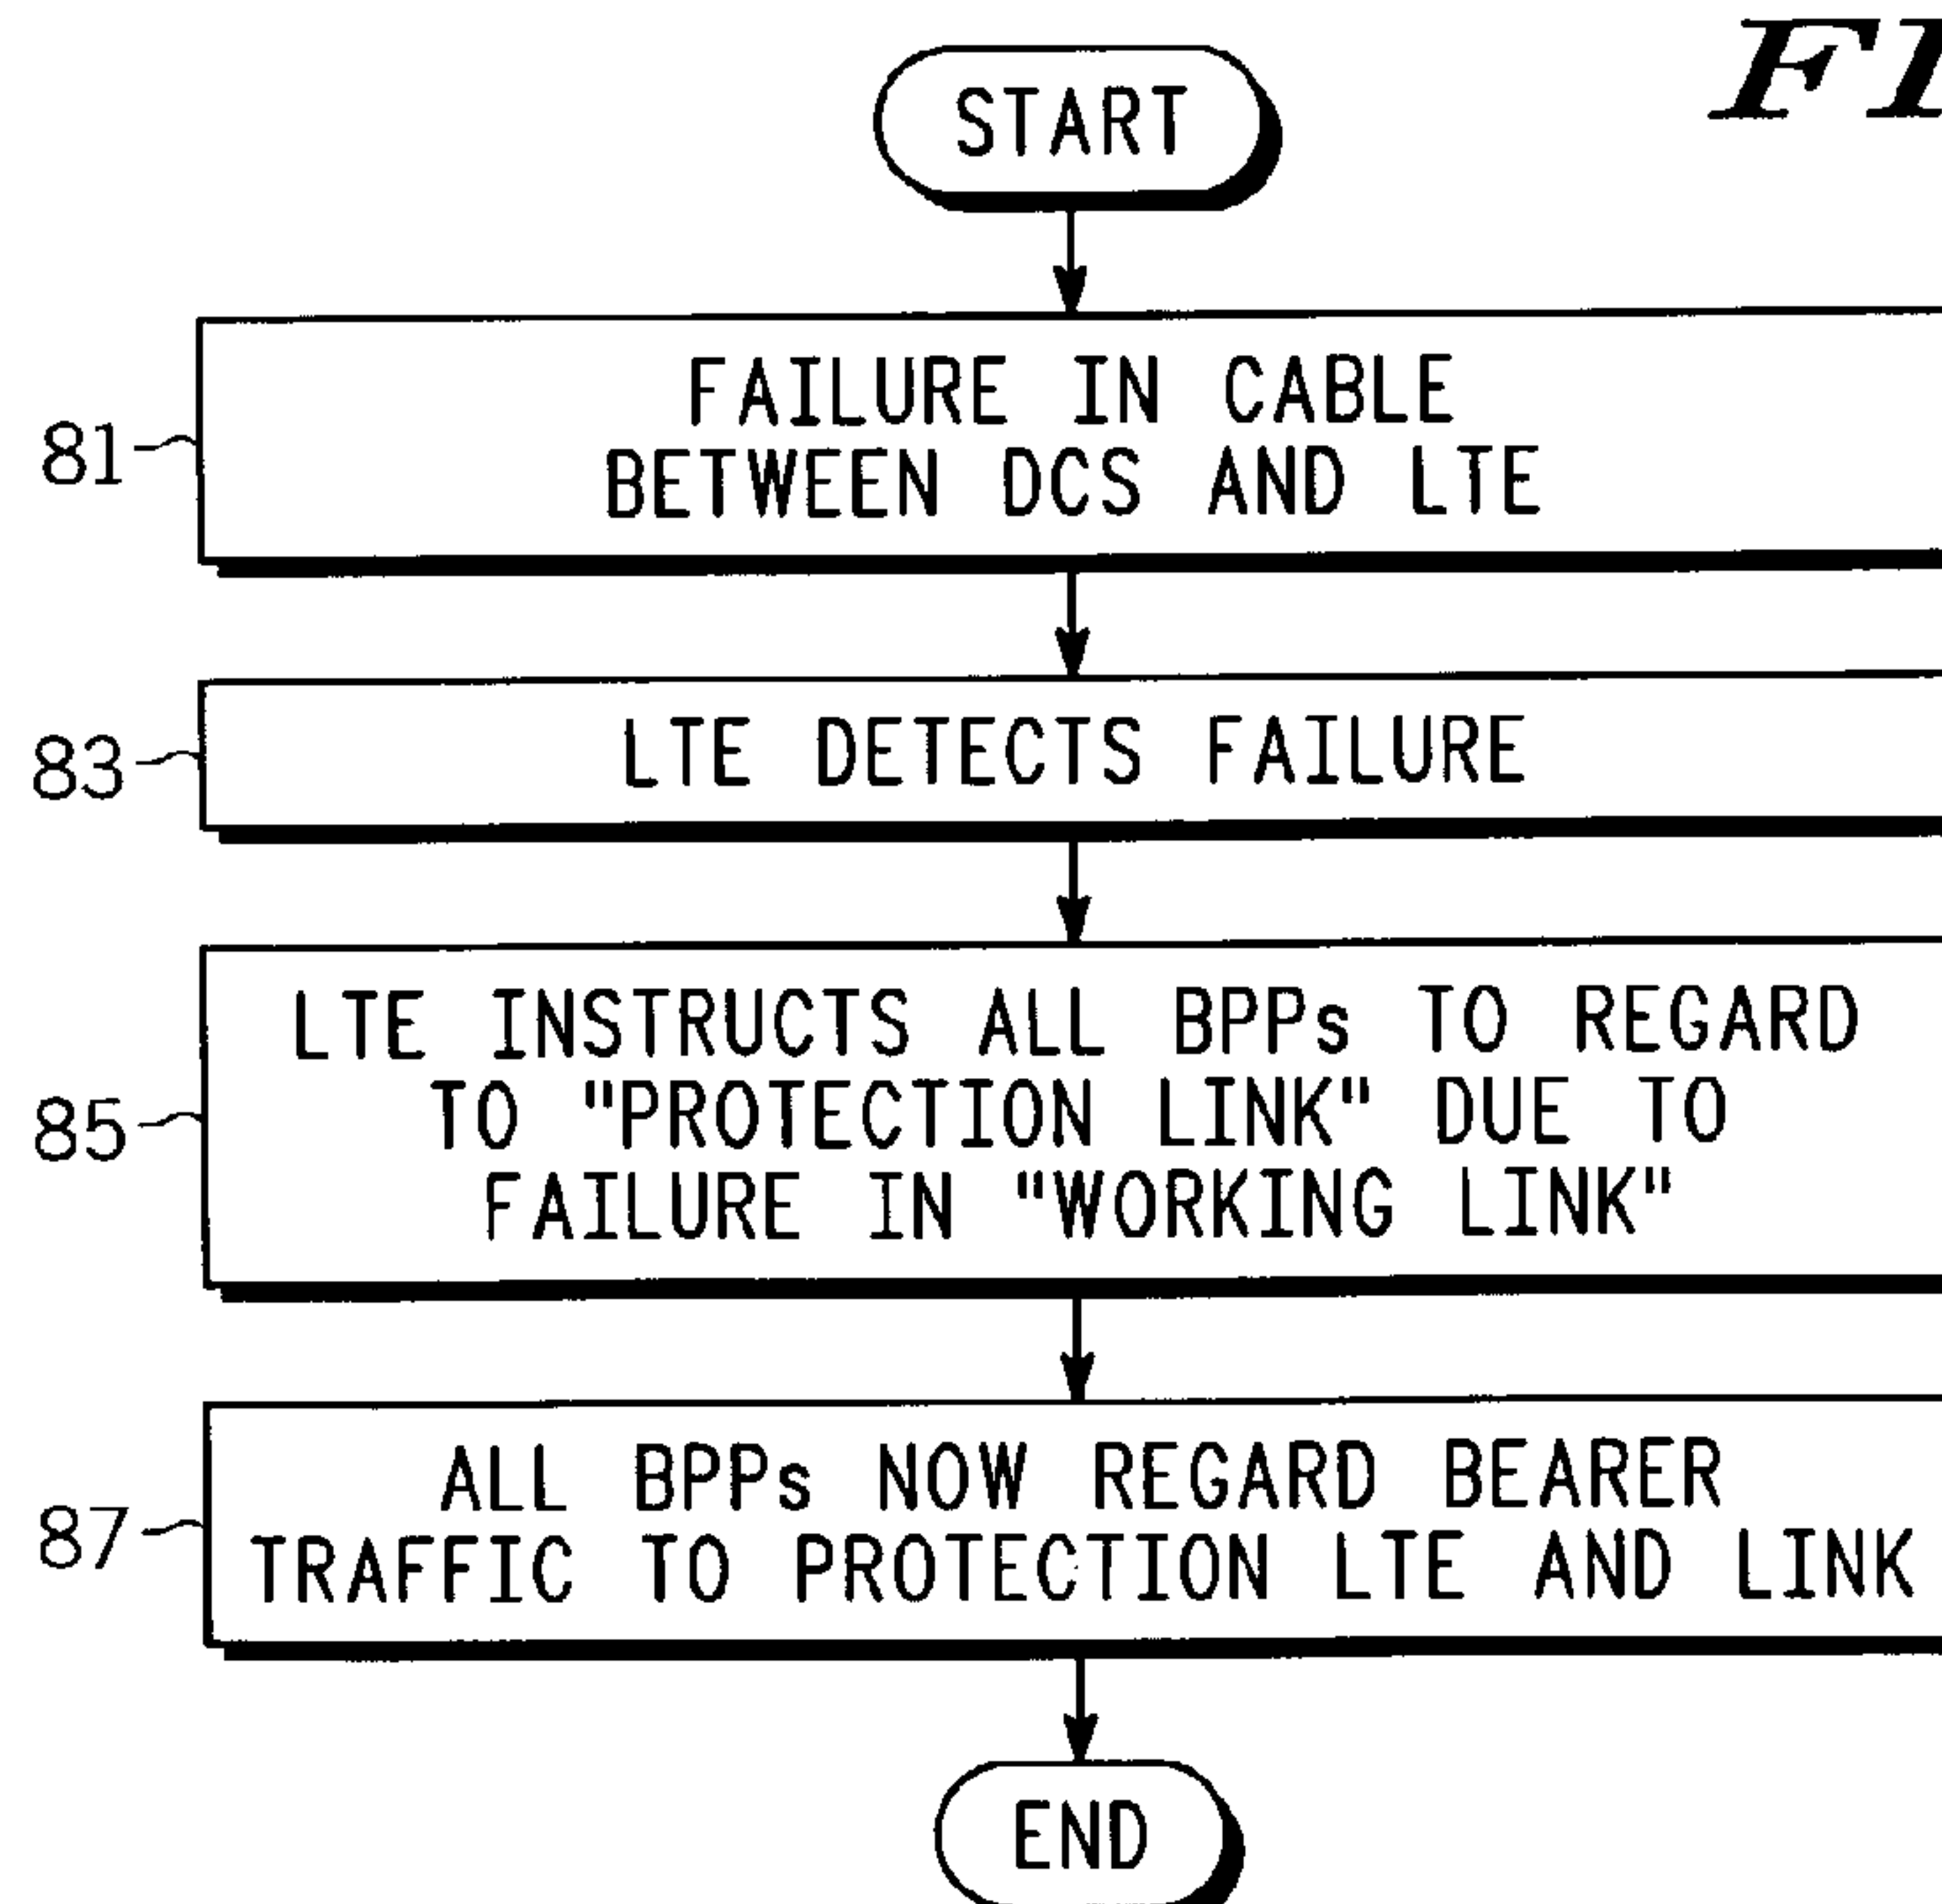 START
FAILURE IN CABLE
BETWEEN DCS AND LTE
81
LTE DETECTS FAILURE
83
LTE INSTRUCTS ALL BPPs TO REGARD
TO "PROTECTION LINK" DUE TO
FAILURE IN "WORKING LINK"
85
ALL BPPs NOW REGARD BEARER
TRAFFIC TO PROTECTION LTE AND LINK
87
END